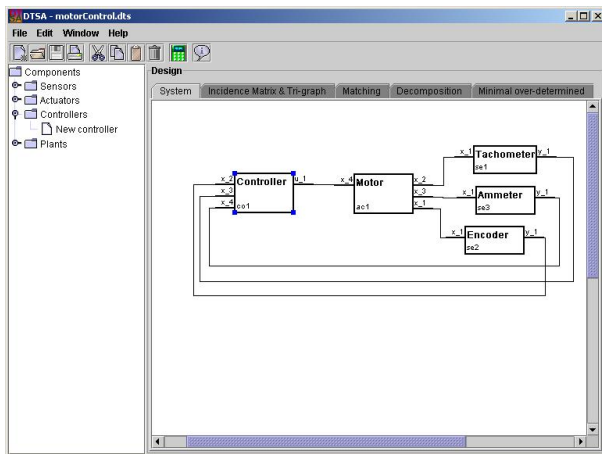 DTSA - motorControl.dts
File Edit Window Help
Components
Sensors
Actuators
Controllers
New controller
Plants
Design
System Incidence Matrix & Tri-graph Matching Decomposition Minimal over-determined
x_1 Tachometer y_1
se1
x_2 Controller u_1
x_3
x_4 co1
x_4 Motor x_2
x_3
ac1 x_1
x_1 Ammeter y_1
se3
x_1 Encoder y_1
se2